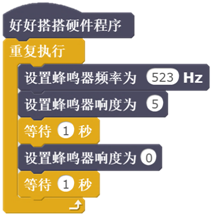 好好搭搭硬件程序
重复执行
设置蜂鸣器频率为 523 Hz
设置蜂鸣器响度为 5
等待 1 秒
设置蜂鸣器响度为 0
等待 1 秒